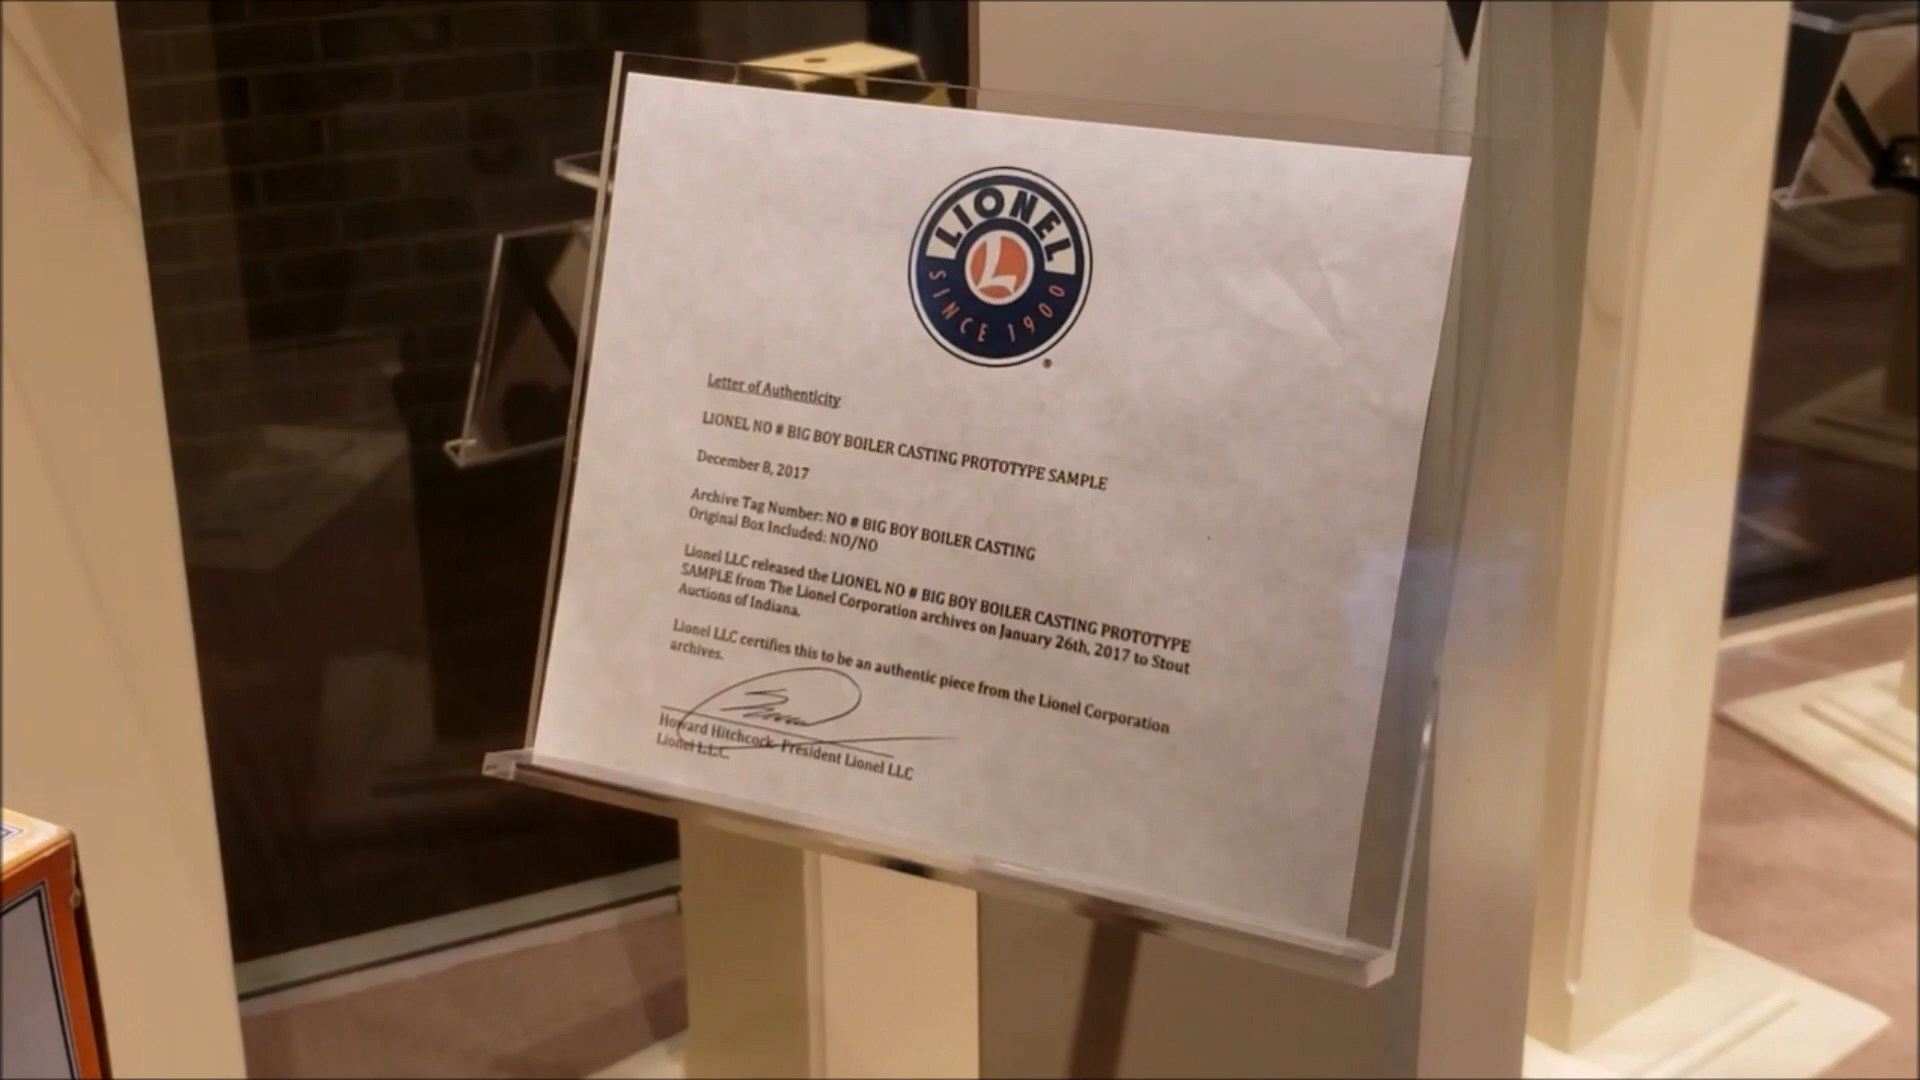 LIONEL
L
SINCE 1900
®
Letter of Authenticity
LIONEL NO # BIG BOY BOILER CASTING PROTOTYPE SAMPLE
December 8, 2017
Archive Tag Number: NO # BIG BOY BOILER CASTING
Original Box Included: NO/NO
Lionel LLC released the LIONEL NO # BIG BOY BOILER CASTING PROTOTYPE
SAMPLE from The Lionel Corporation archives on January 26th, 2017 to Stout
Auctions of Indiana.
Lionel LLC certifies this to be an authentic piece from the Lionel Corporation
archives.
Howard Hitchcock- President Lionel LLC
Lionel L.L.C